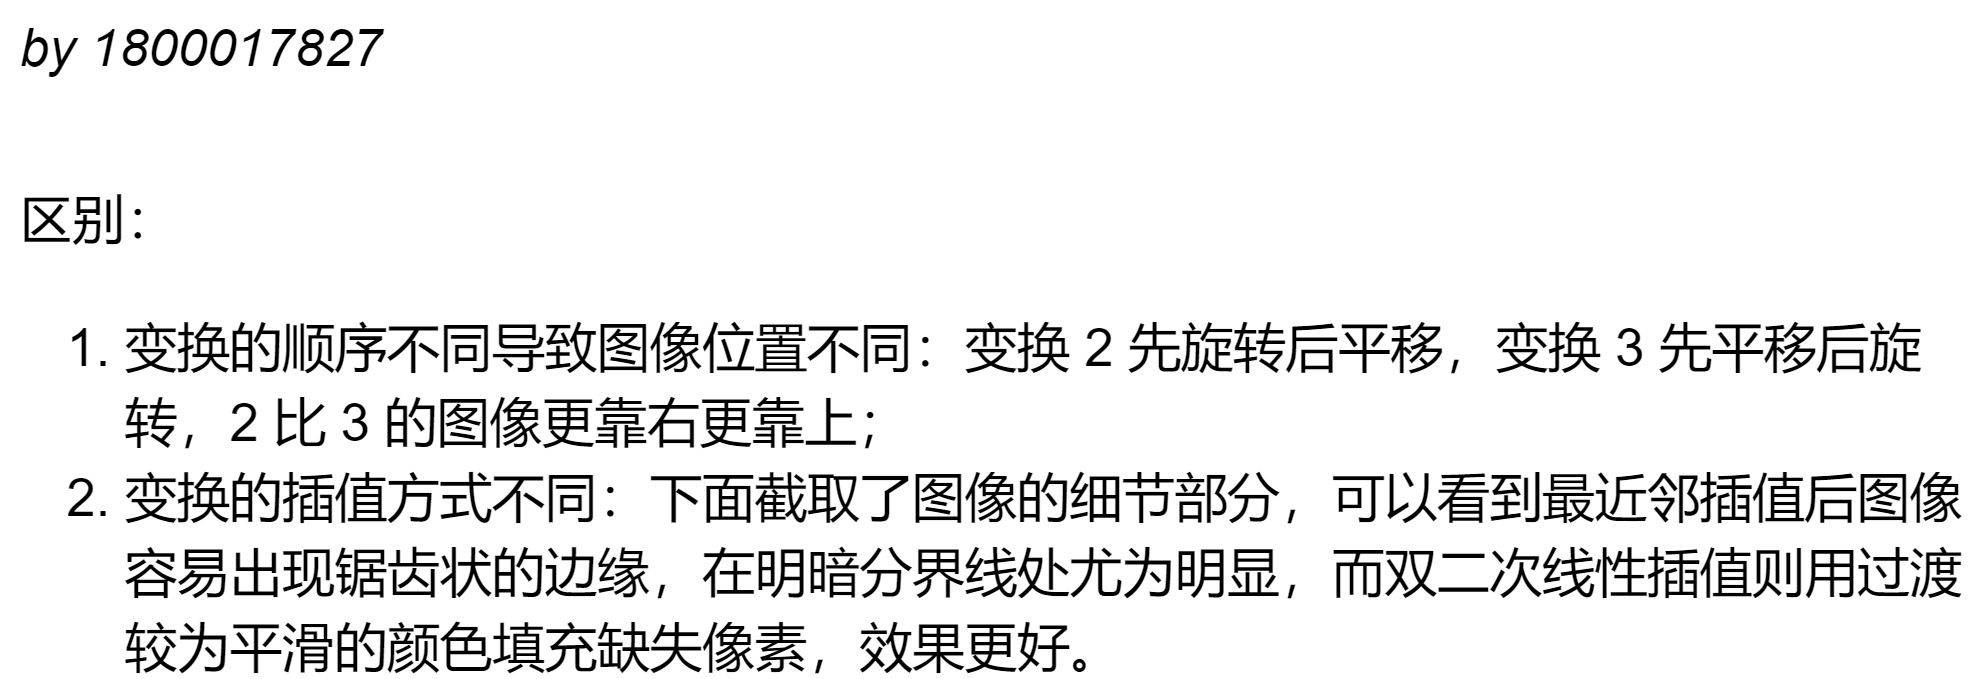 by 1800017827
区别：
1. 变换的顺序不同导致图像位置不同：变换 2 先旋转后平移，变换 3 先平移后旋
转，2 比 3 的图像更靠右更靠上；
2. 变换的插值方式不同：下面截取了图像的细节部分，可以看到最近邻插值后图像
容易出现锯齿状的边缘，在明暗分界线处尤为明显，而双二次线性插值则用过渡
较为平滑的颜色填充缺失像素，效果更好。